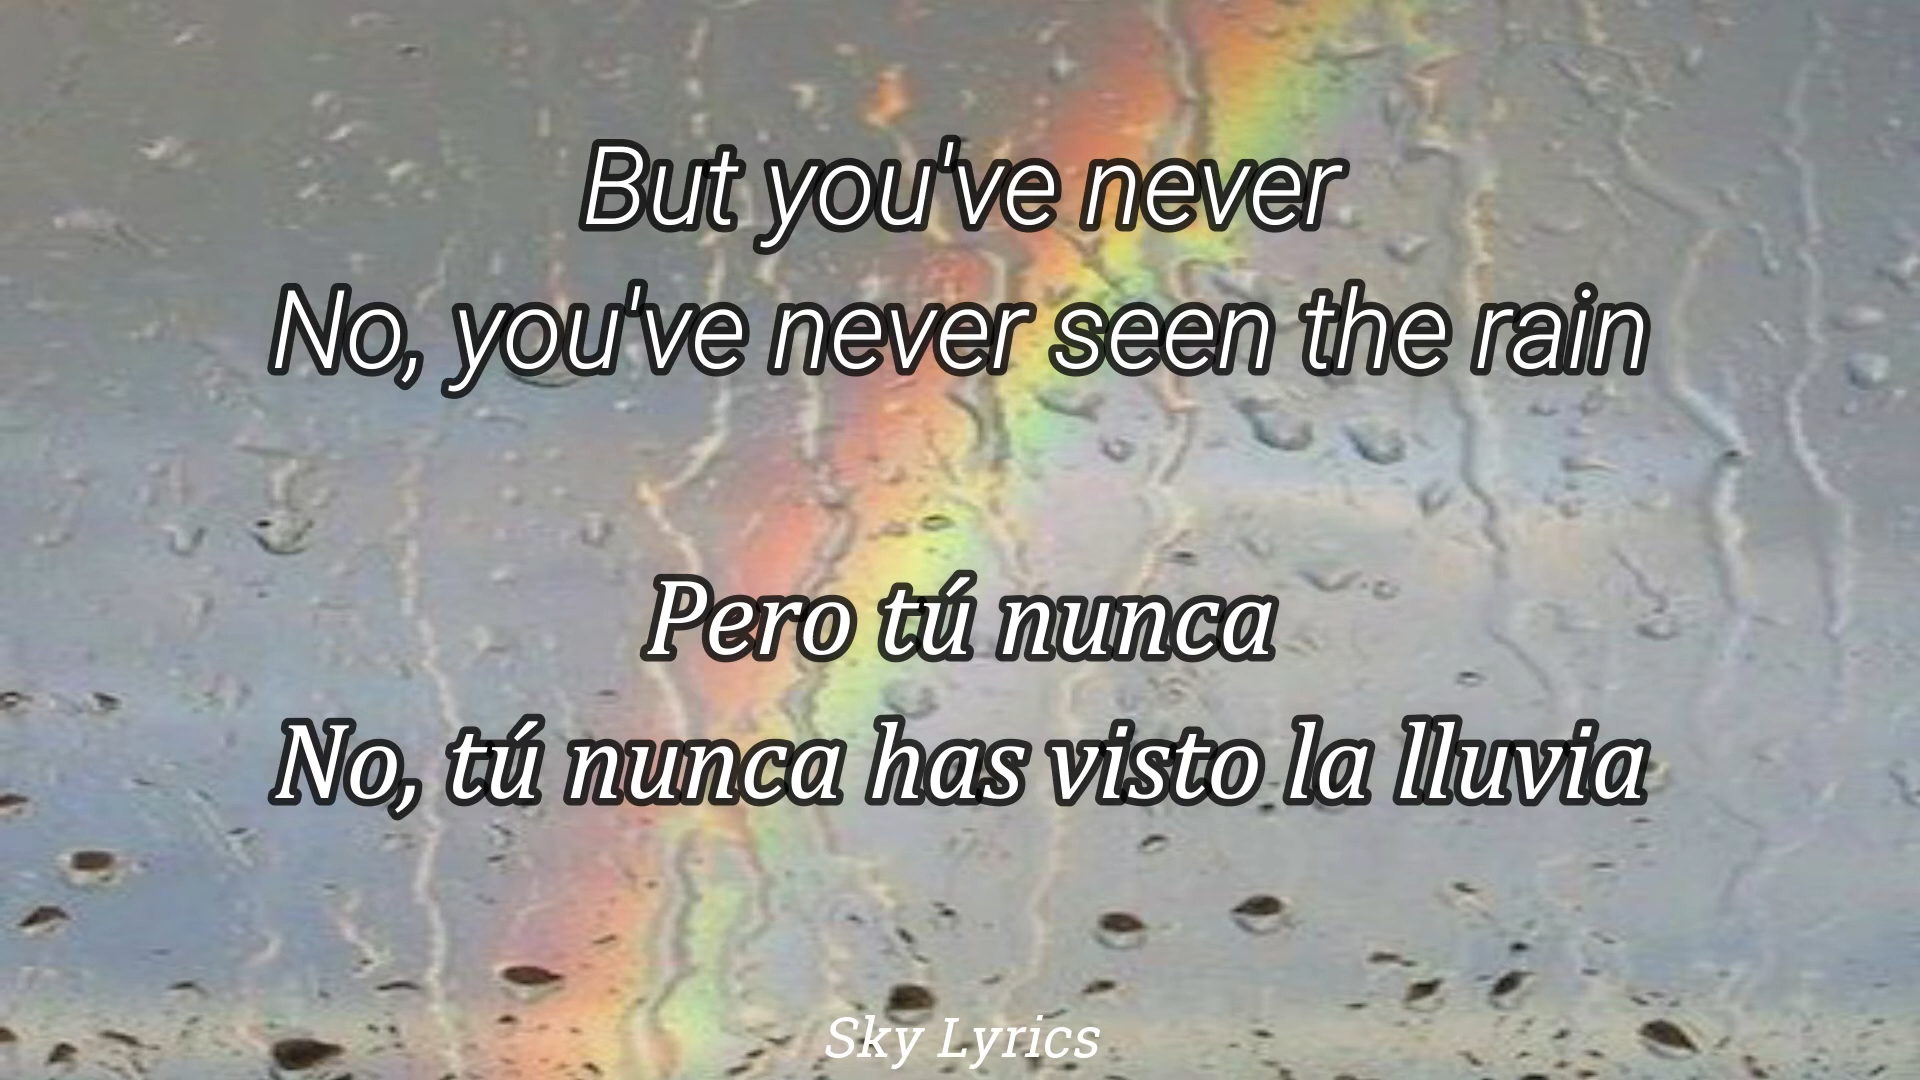 But you've never
No, you've never seen the rain
Pero tú nunca
No, tú nunca has visto la lluvia
Sky Lyrics